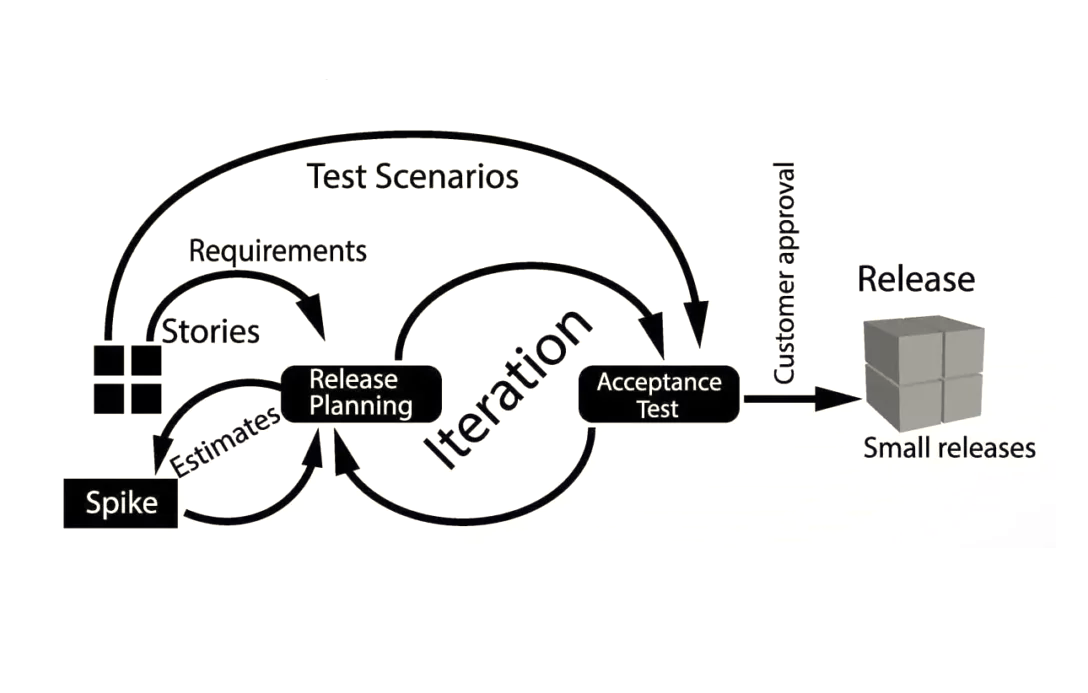 Test Scenarios
Requirements
Stories
Release
Planning
Estimates
Spike
Iteration
Acceptance
Test
Customer approval
Release
Small releases